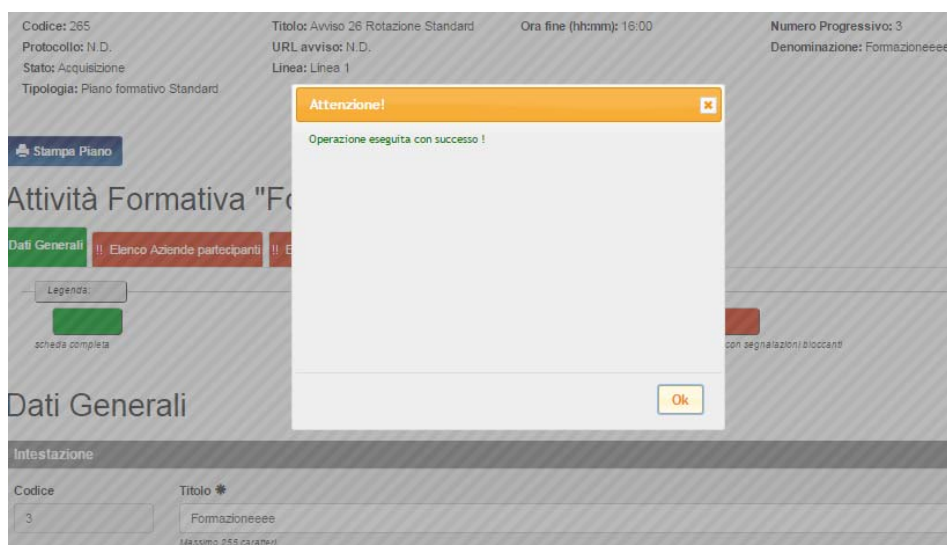 Codice: 265 Titolo: Avviso 26 Rotazione Standard Ora fine (hh:mm): 16:00 Numero Progressivo: 3
Protocollo: N.D. URL avviso: N.D. Denominazione: Formazioneeee
Stato: Acquisizione Linea: Linea 1
Tipologia: Piano formativo Standard
Attenzione!
Operazione eseguita con successo !
Stampa Piano
Attività Formativa "Fo
Dati Generali !! Elenco Aziende partecipanti !! E
Legenda:
scheda completa con segnalazioni bloccanti
Ok
Dati Generali
Intestazione
Codice Titolo
3 Formazioneeee
Massimo 255 caratteri